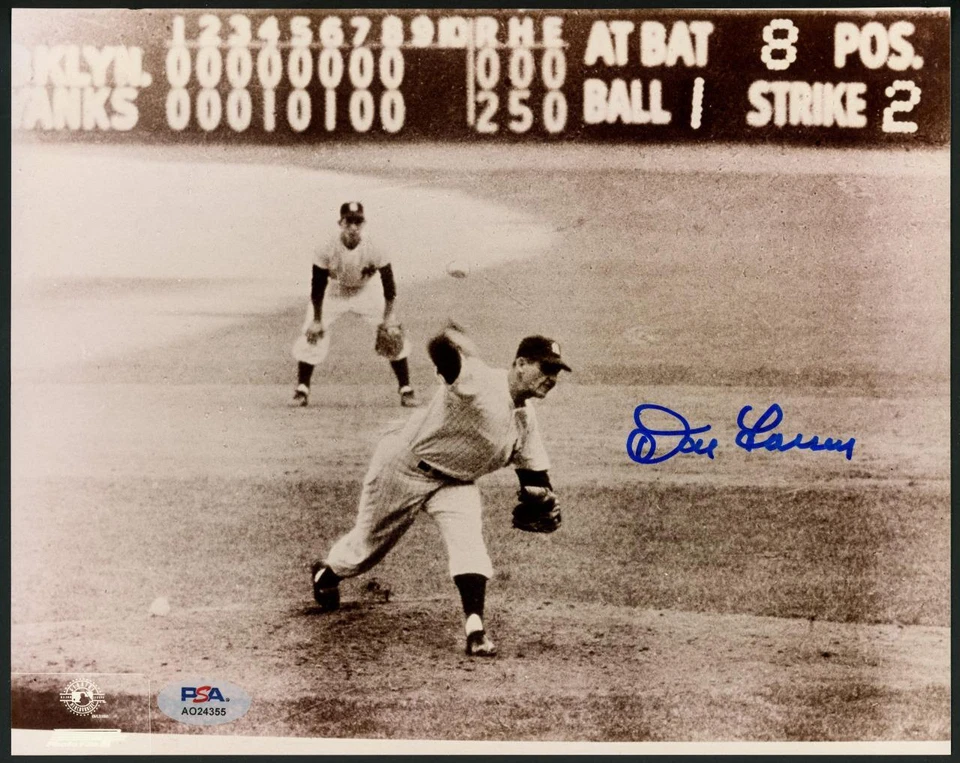 1 2 3 4 5 6 7 8 9 10 R H E AT BAT 8 POS.
KLYN. 0 0 0 0 0 0 0 0 0 0 0 BALL 1 STRIKE 2
ANKS 0 0 0 1 0 1 0 0 2 5 0
Don Larsen
PSA
AO24355